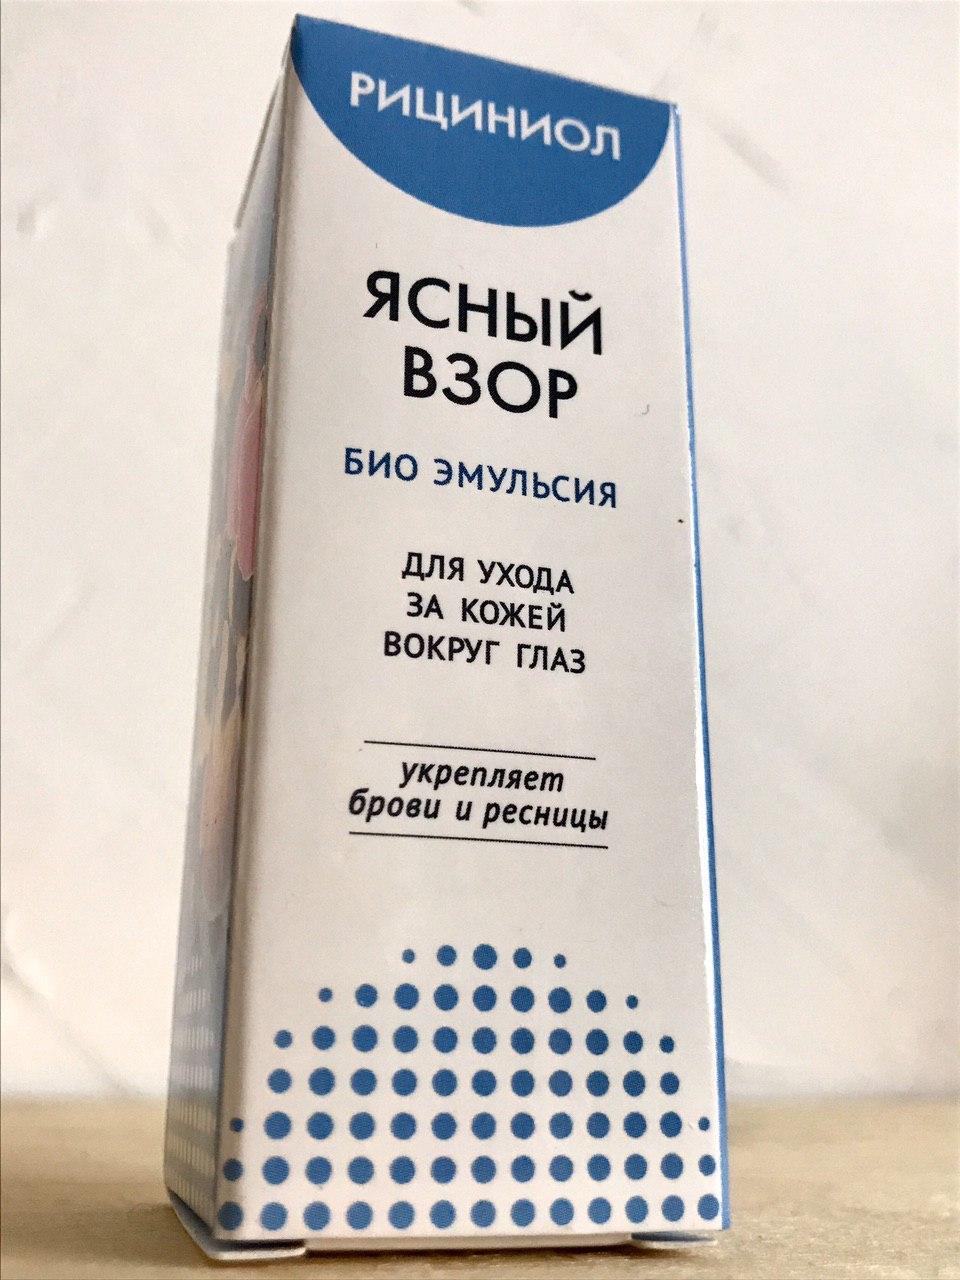 РИЦИНИОЛ
ЯСНЫЙ
ВЗОР
БИО ЭМУЛЬСИЯ
ДЛЯ УХОДА
ЗА КОЖЕЙ
ВОКРУГ ГЛАЗ
укрепляет
брови и ресницы